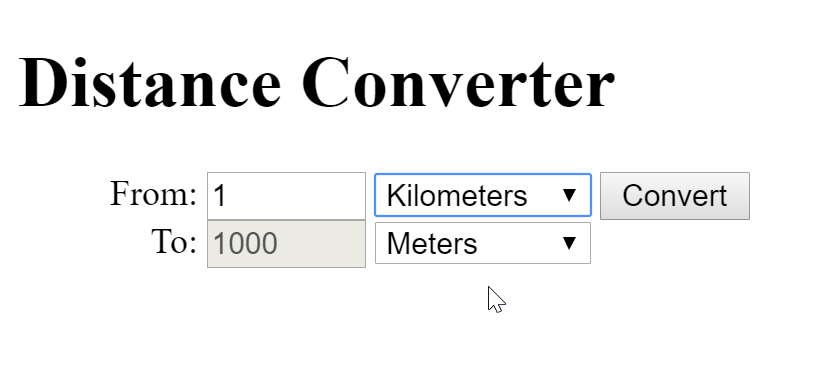 Distance Converter
From: 1 Kilometers Convert
To: 1000 Meters